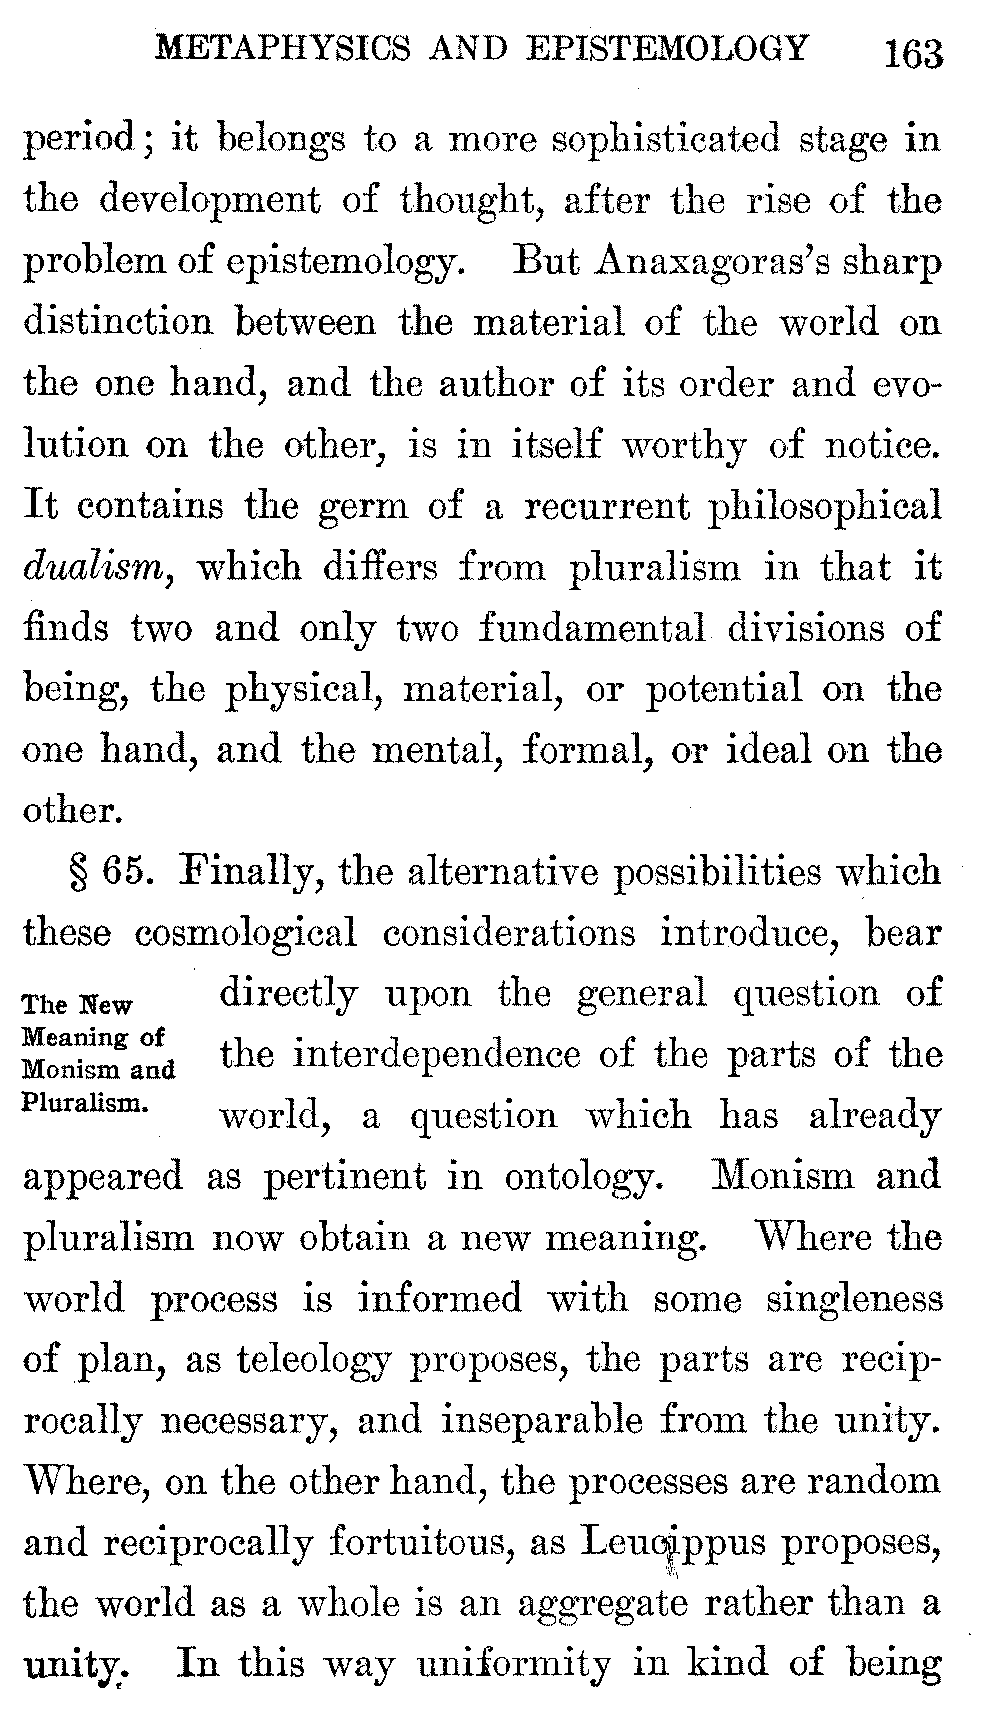 METAPHYSICS AND EPISTEMOLOGY 163
period; it belongs to a more sophisticated stage in
the development of thought, after the rise of the
problem of epistemology. But Anaxagoras's sharp
distinction between the material of the world on
the one hand, and the author of its order and evo-
lution on the other, is in itself worthy of notice.
It contains the germ of a recurrent philosophical
dualism, which differs from pluralism in that it
finds two and only two fundamental divisions of
being, the physical, material, or potential on the
one hand, and the mental, formal, or ideal on the
other.
§ 65. Finally, the alternative possibilities which
these cosmological considerations introduce, bear
The New
Meaning of
Monism and
Pluralism.
directly upon the general question of
the interdependence of the parts of the
world, a question which has already
appeared as pertinent in ontology. Monism and
pluralism now obtain a new meaning. Where the
world process is informed with some singleness
of plan, as teleology proposes, the parts are recip-
rocally necessary, and inseparable from the unity.
Where, on the other hand, the processes are random
and reciprocally fortuitous, as Leucippus proposes,
the world as a whole is an aggregate rather than a
unity. In this way uniformity in kind of being